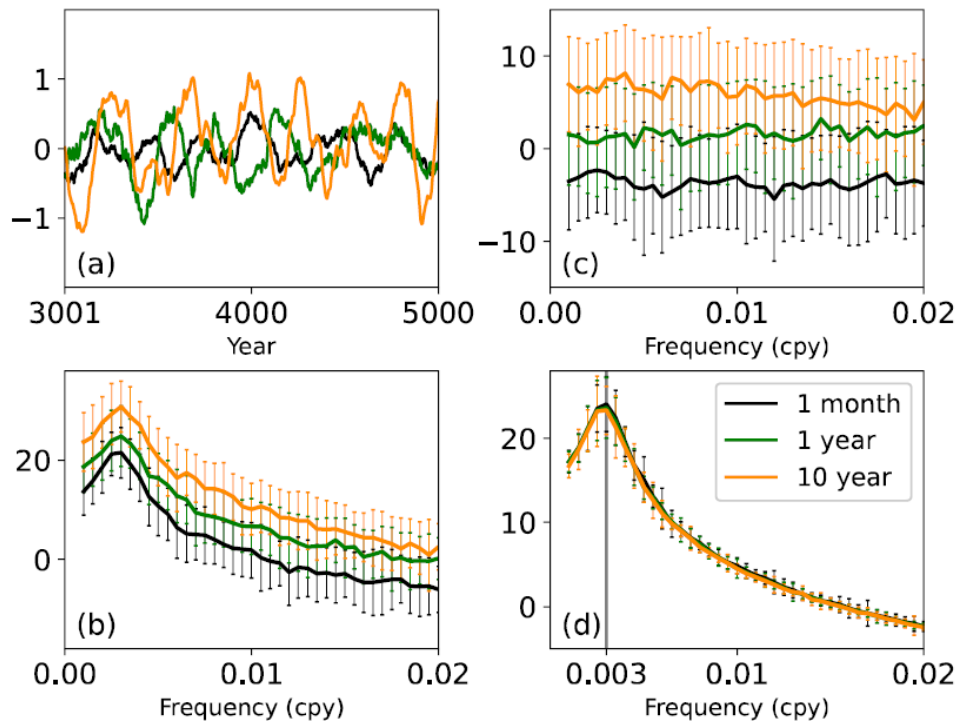 1
0
−1
(a)
3001
4000
5000
Year
10
0
−10
(c)
0.00
0.01
0.02
Frequency (cpy)
20
0
(b)
0.00
0.01
0.02
Frequency (cpy)
20
10
0
(d)
1 month
1 year
10 year
0.003
0.01
0.02
Frequency (cpy)